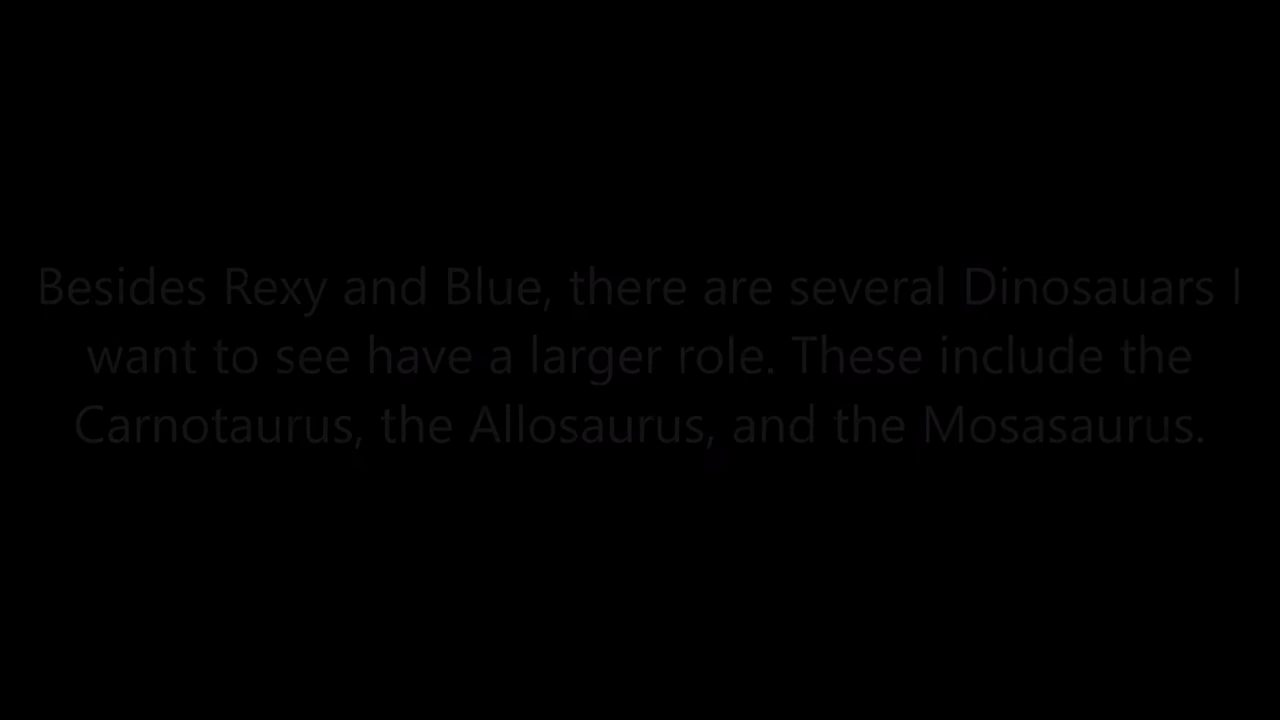 Besides Rexy and Blue, there are several Dinosauars I
want to see have a larger role. These include the
Carnotaurus, the Allosaurus, and the Mosasaurus.